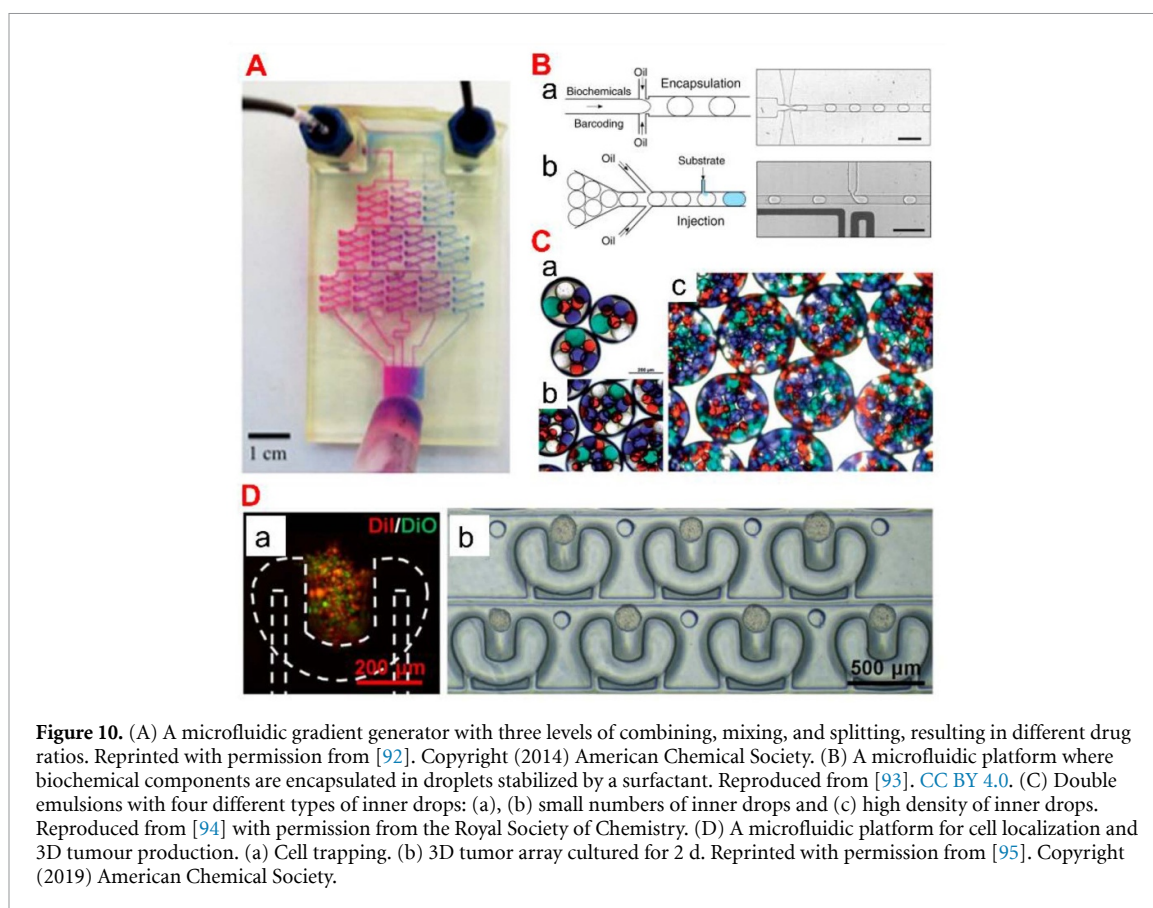 A
1 cm
B
a
Oil
Biochemicals
Encapsulation
Barcoding
Oil
b
Oil
Substrate
Injection
Oil
C
a
200 μm
b
c
D
a
DiI/DiO
200 μm
b
500 μm
Figure 10. (A) A microfluidic gradient generator with three levels of combining, mixing, and splitting, resulting in different drug
ratios. Reprinted with permission from [92]. Copyright (2014) American Chemical Society. (B) A microfluidic platform where
biochemical components are encapsulated in droplets stabilized by a surfactant. Reproduced from [93]. CC BY 4.0. (C) Double
emulsions with four different types of inner drops: (a), (b) small numbers of inner drops and (c) high density of inner drops.
Reproduced from [94] with permission from the Royal Society of Chemistry. (D) A microfluidic platform for cell localization and
3D tumour production. (a) Cell trapping. (b) 3D tumor array cultured for 2 d. Reprinted with permission from [95]. Copyright
(2019) American Chemical Society.